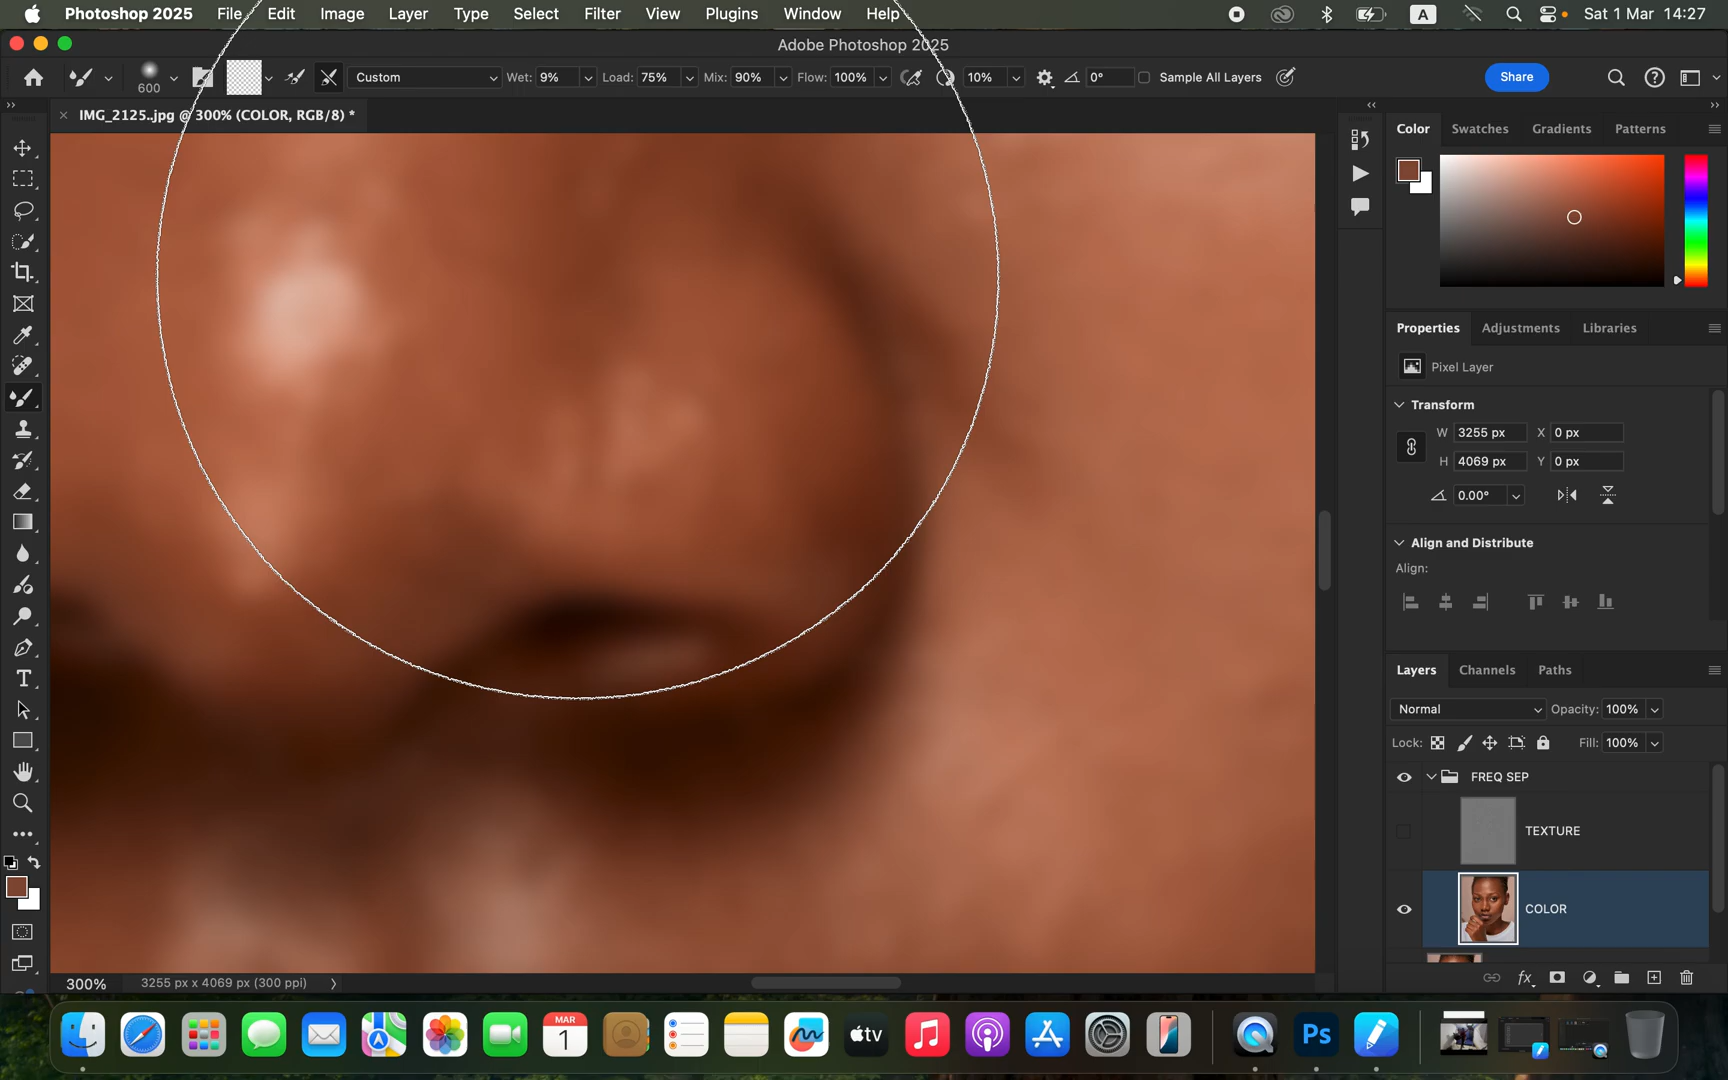 Photoshop 2025 File Edit Image Layer Type Select Filter View Plugins Window Help A Sat 1 Mar 14:27
Adobe Photoshop 2025
600 Custom Wet: 9% Load: 75% Mix: 90% Flow: 100% 10% 0° Sample All Layers Share
IMG_2125..jpg @ 300% (COLOR, RGB/8) *
Color Swatches Gradients Patterns
Properties Adjustments Libraries
Pixel Layer
Transform
W 3255 px X 0 px
H 4069 px Y 0 px
0.00°
Align and Distribute
Align:
Layers Channels Paths
Normal Opacity: 100%
Lock: Fill: 100%
FREQ SEP
TEXTURE
COLOR
fx
300% 3255 px x 4069 px (300 ppi)
MAR
1
tv
Ps